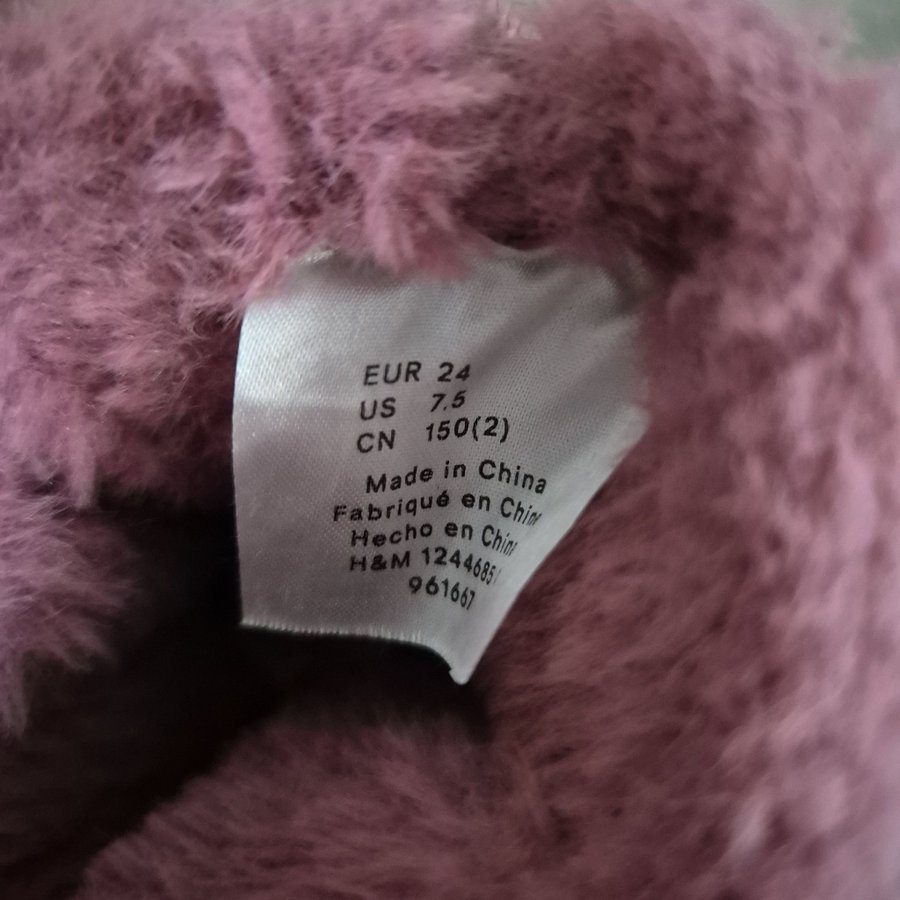 EUR 24
US 7.5
CN 150(2)
Made in China
Fabriqué en Chin
Hecho en Chin
H&M 1244685
961667